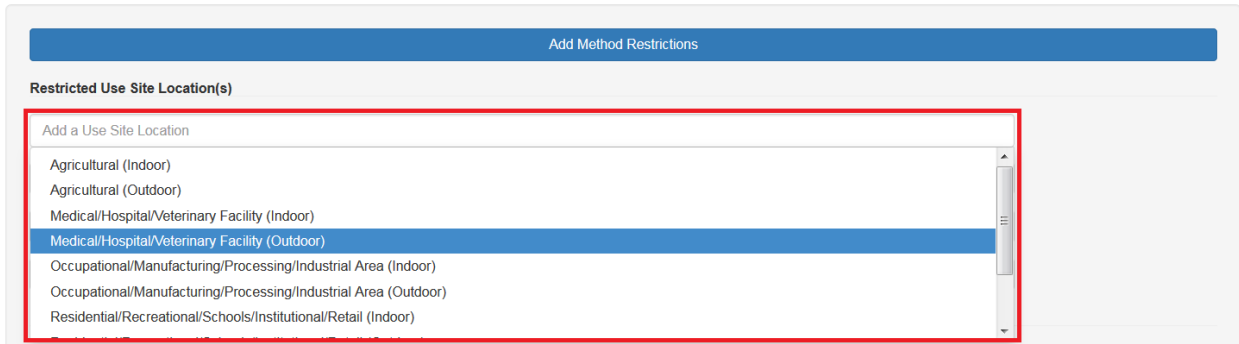 Add Method Restrictions
Restricted Use Site Location(s)
Add a Use Site Location
Agricultural (Indoor)
Agricultural (Outdoor)
Medical/Hospital/Veterinary Facility (Indoor)
Medical/Hospital/Veterinary Facility (Outdoor)
Occupational/Manufacturing/Processing/Industrial Area (Indoor)
Occupational/Manufacturing/Processing/Industrial Area (Outdoor)
Residential/Recreational/Schools/Institutional/Retail (Indoor)